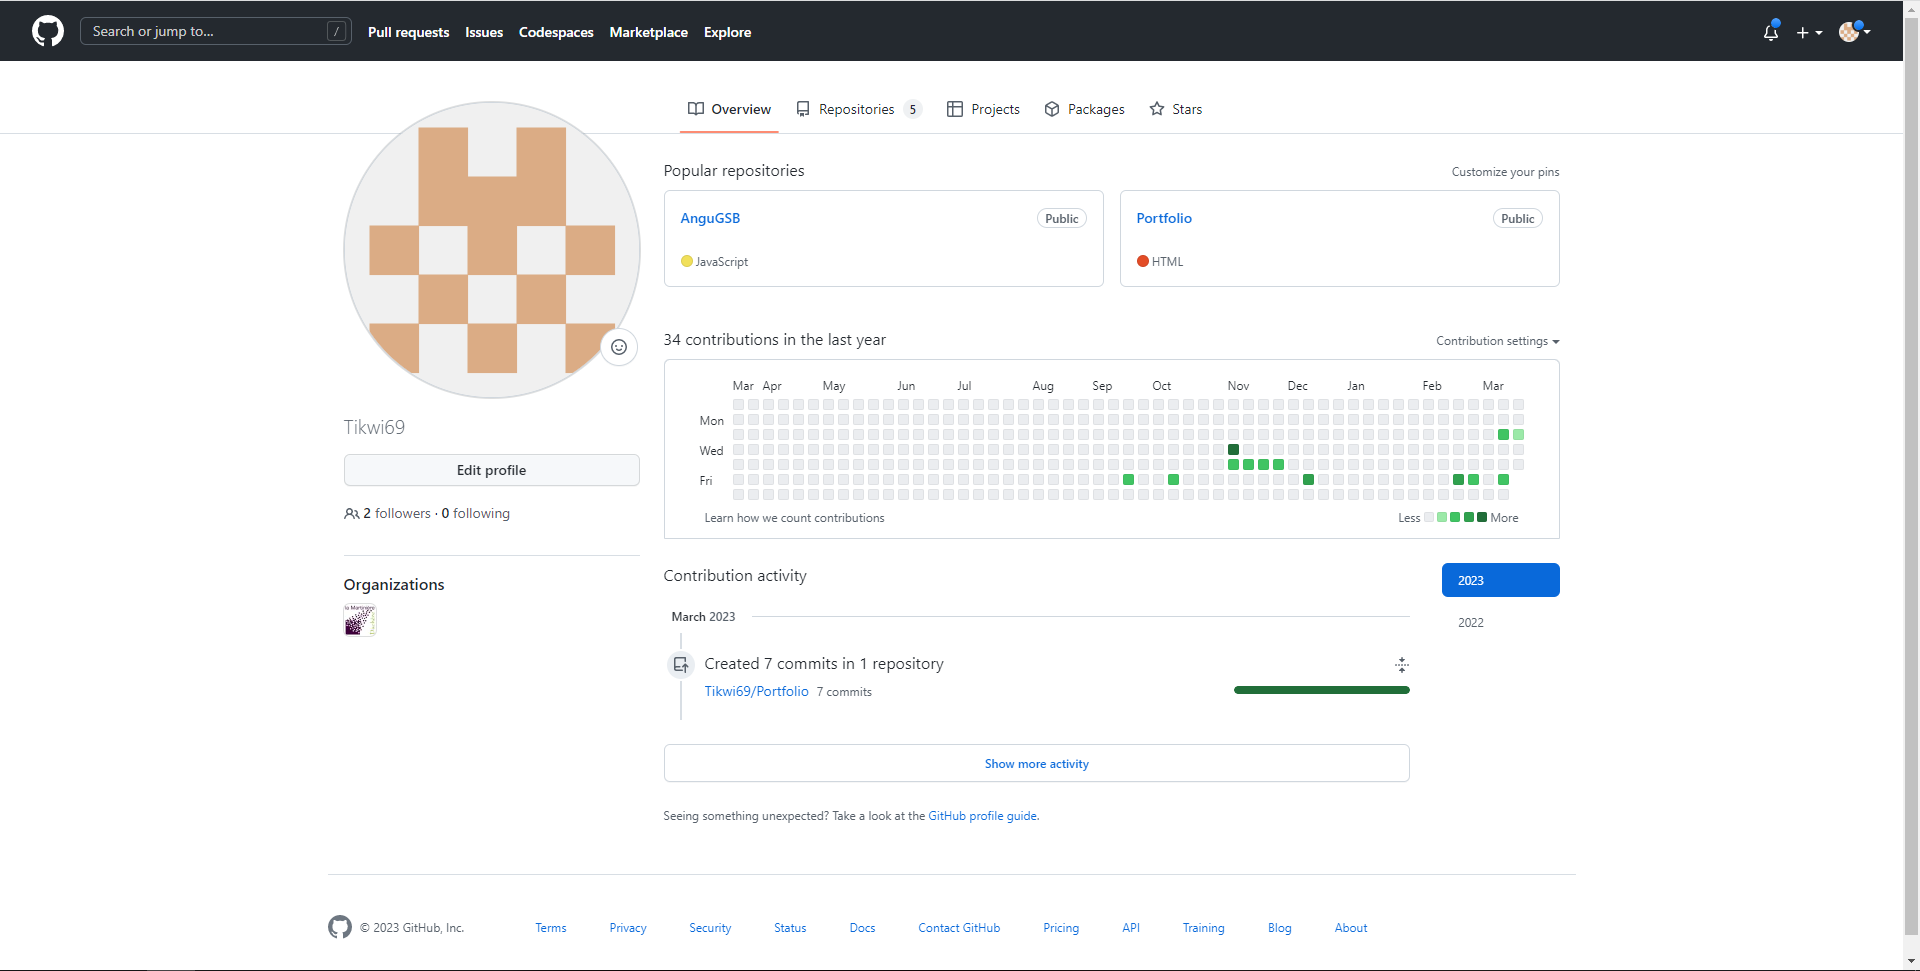 Search or jump to... / Pull requests Issues Codespaces Marketplace Explore
Overview Repositories 5 Projects Packages Stars
Popular repositories Customize your pins
AnguGSB Public Portfolio Public
JavaScript HTML
34 contributions in the last year Contribution settings
Mar Apr May Jun Jul Aug Sep Oct Nov Dec Jan Feb Mar
Mon
Wed
Fri
Learn how we count contributions Less More
Tikwi69
Edit profile
2 followers · 0 following
Organizations
la Martinière
Contribution activity 2023
2022
March 2023
Created 7 commits in 1 repository
Tikwi69/Portfolio 7 commits
Show more activity
Seeing something unexpected? Take a look at the GitHub profile guide.
© 2023 GitHub, Inc. Terms Privacy Security Status Docs Contact GitHub Pricing API Training Blog About